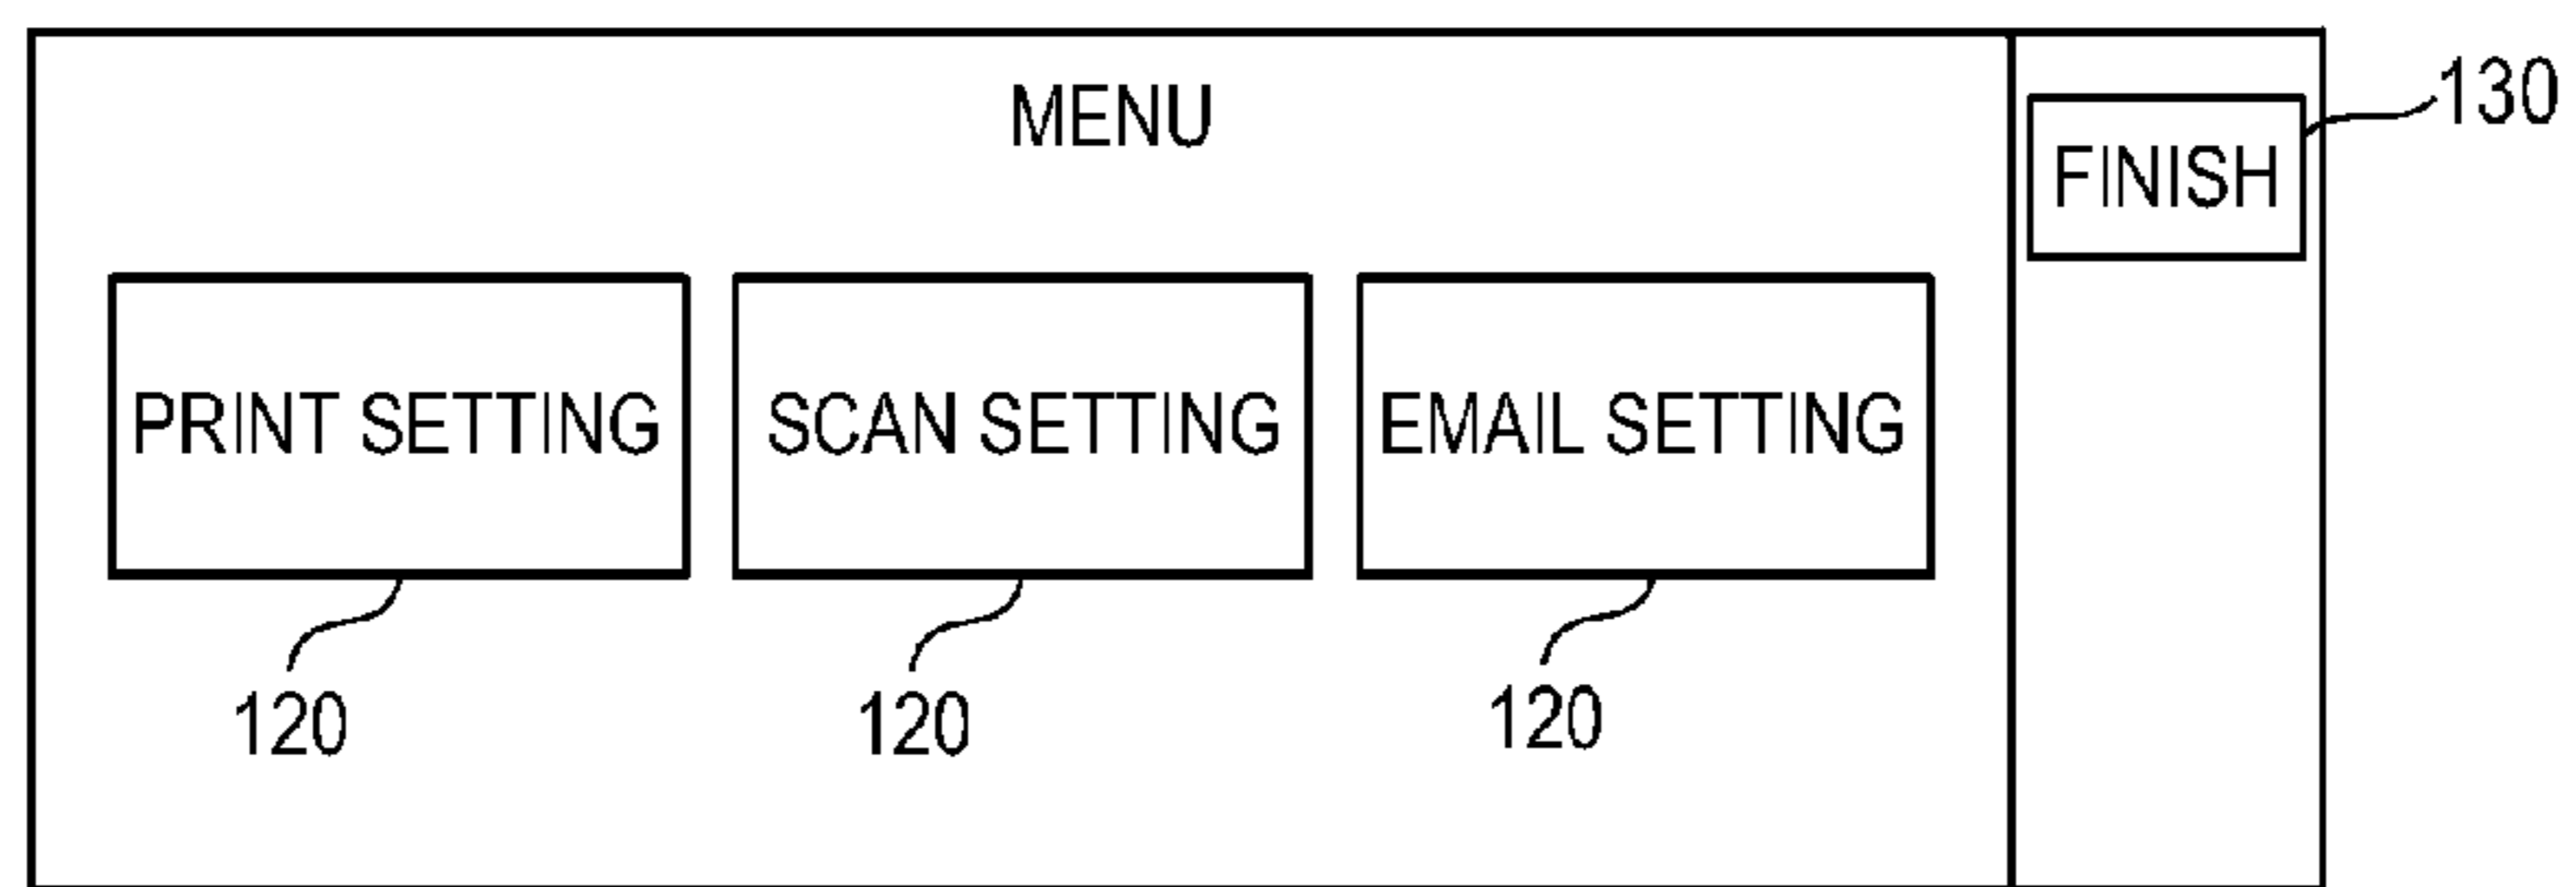 MENU
130
FINISH
PRINT SETTING
SCAN SETTING
EMAIL SETTING
120
120
120